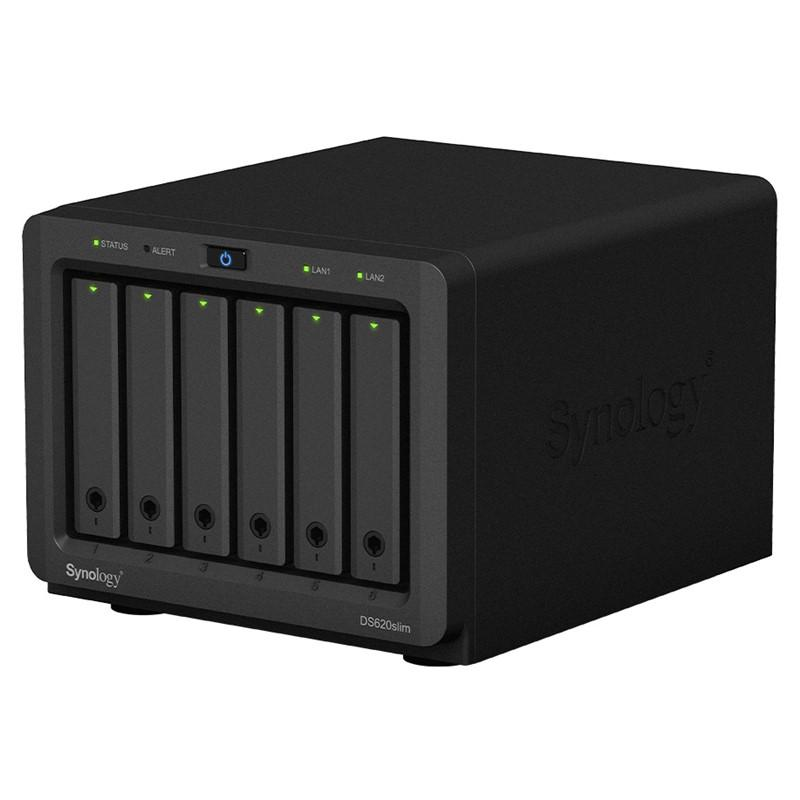 STATUS
ALERT
LAN1
LAN2
1
2
3
4
5
6
Synology®
DS620slim
Synology®